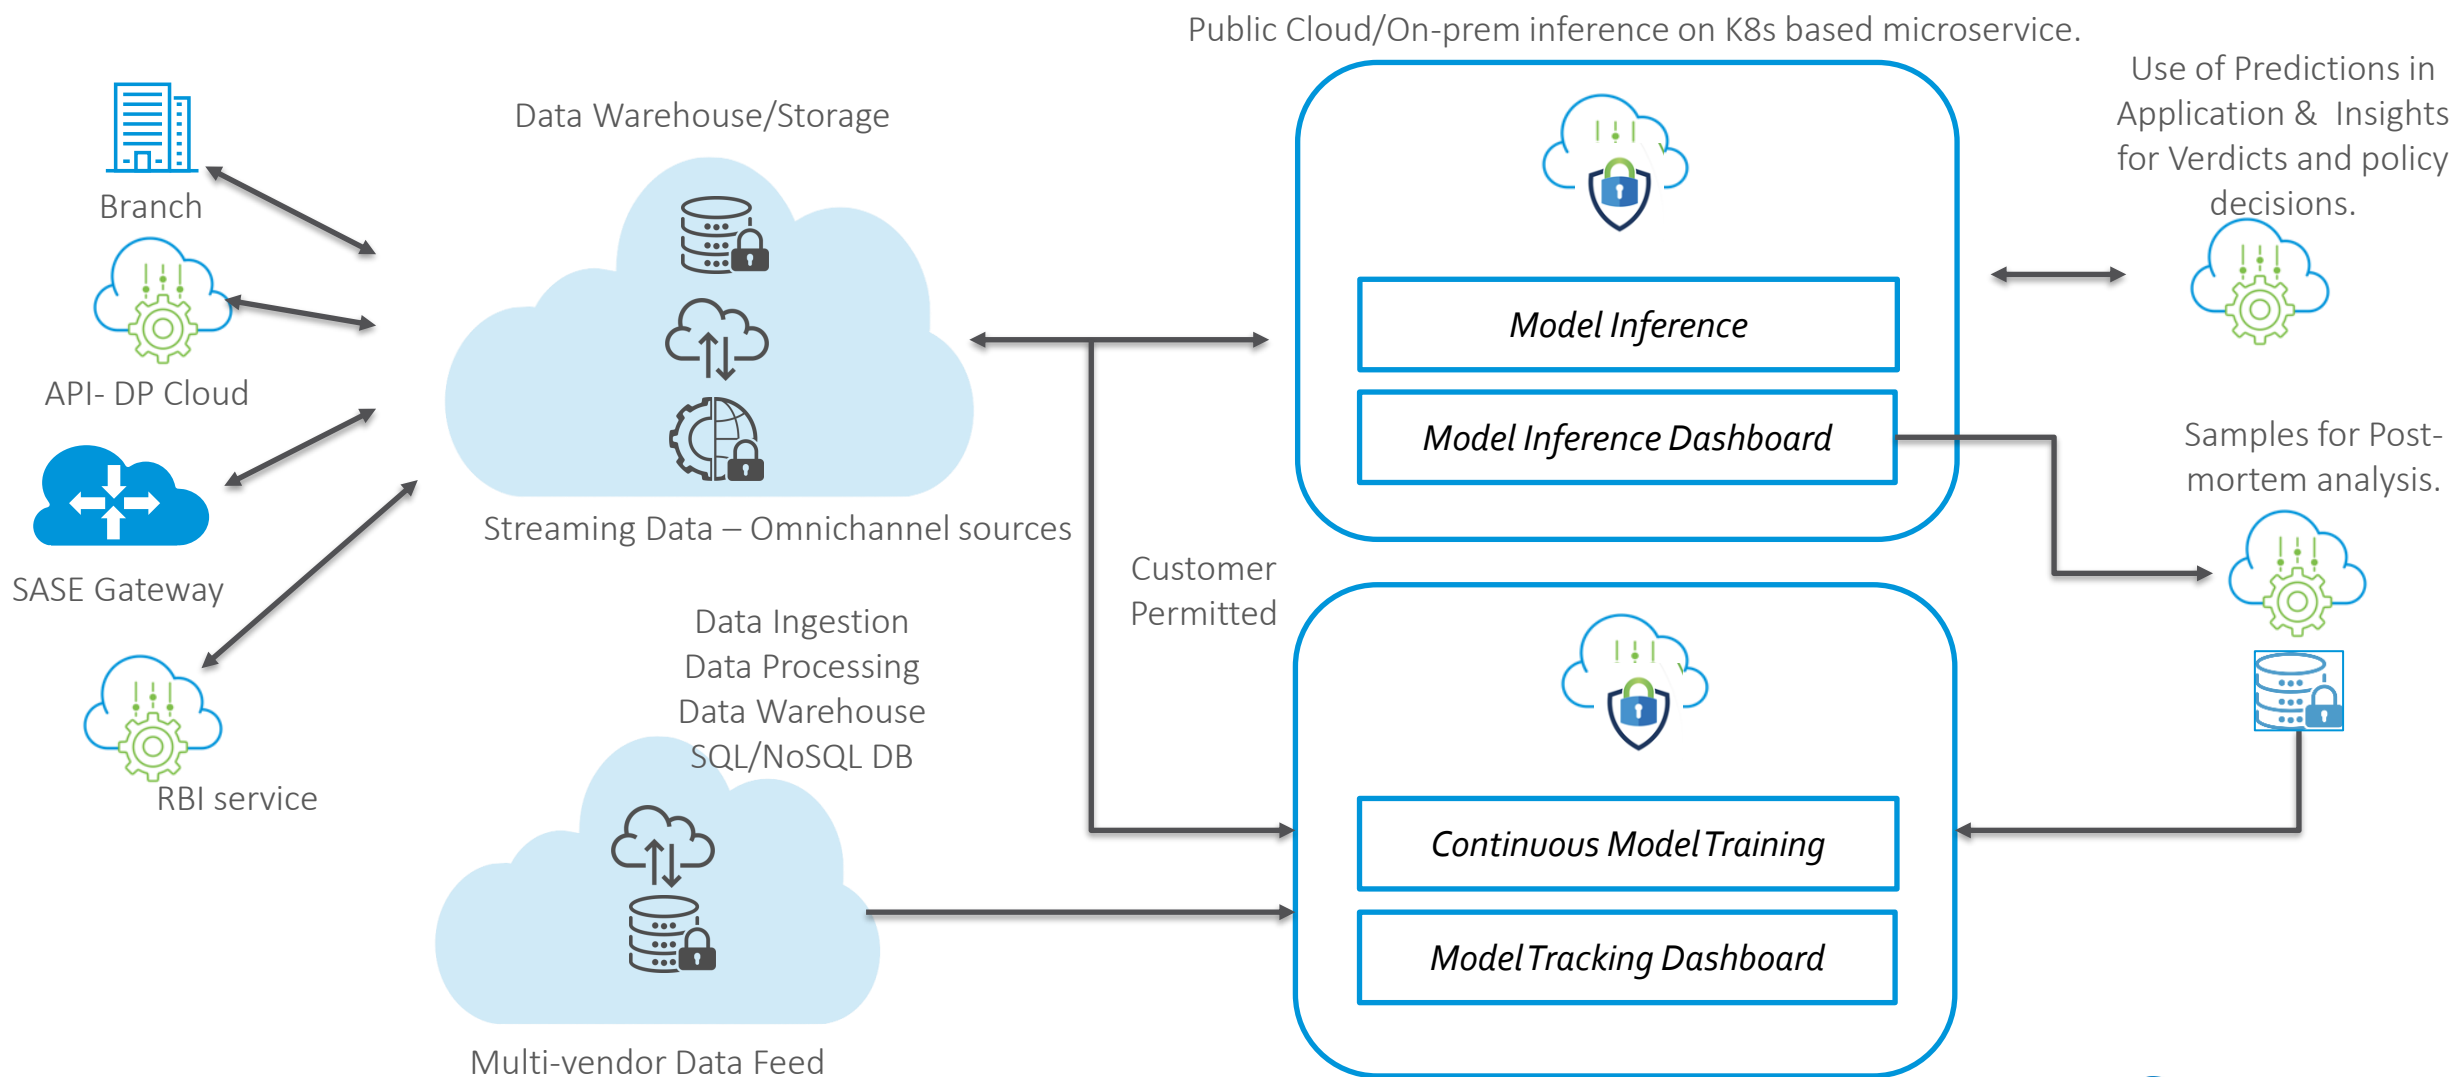 Public Cloud/On-prem inference on K8s based microservice.
Use of Predictions in
Application &  Insights
for Verdicts and policy
decisions.
Data Warehouse/Storage
Branch
API- DP Cloud
SASE Gateway
RBI service
Streaming Data – Omnichannel sources
Data Ingestion
Data Processing
Data Warehouse
SQL/NoSQL DB
Multi-vendor Data Feed
Customer
Permitted
Model Inference
Model Inference Dashboard
Continuous Model Training
Model Tracking Dashboard
Samples for Post-
mortem analysis.